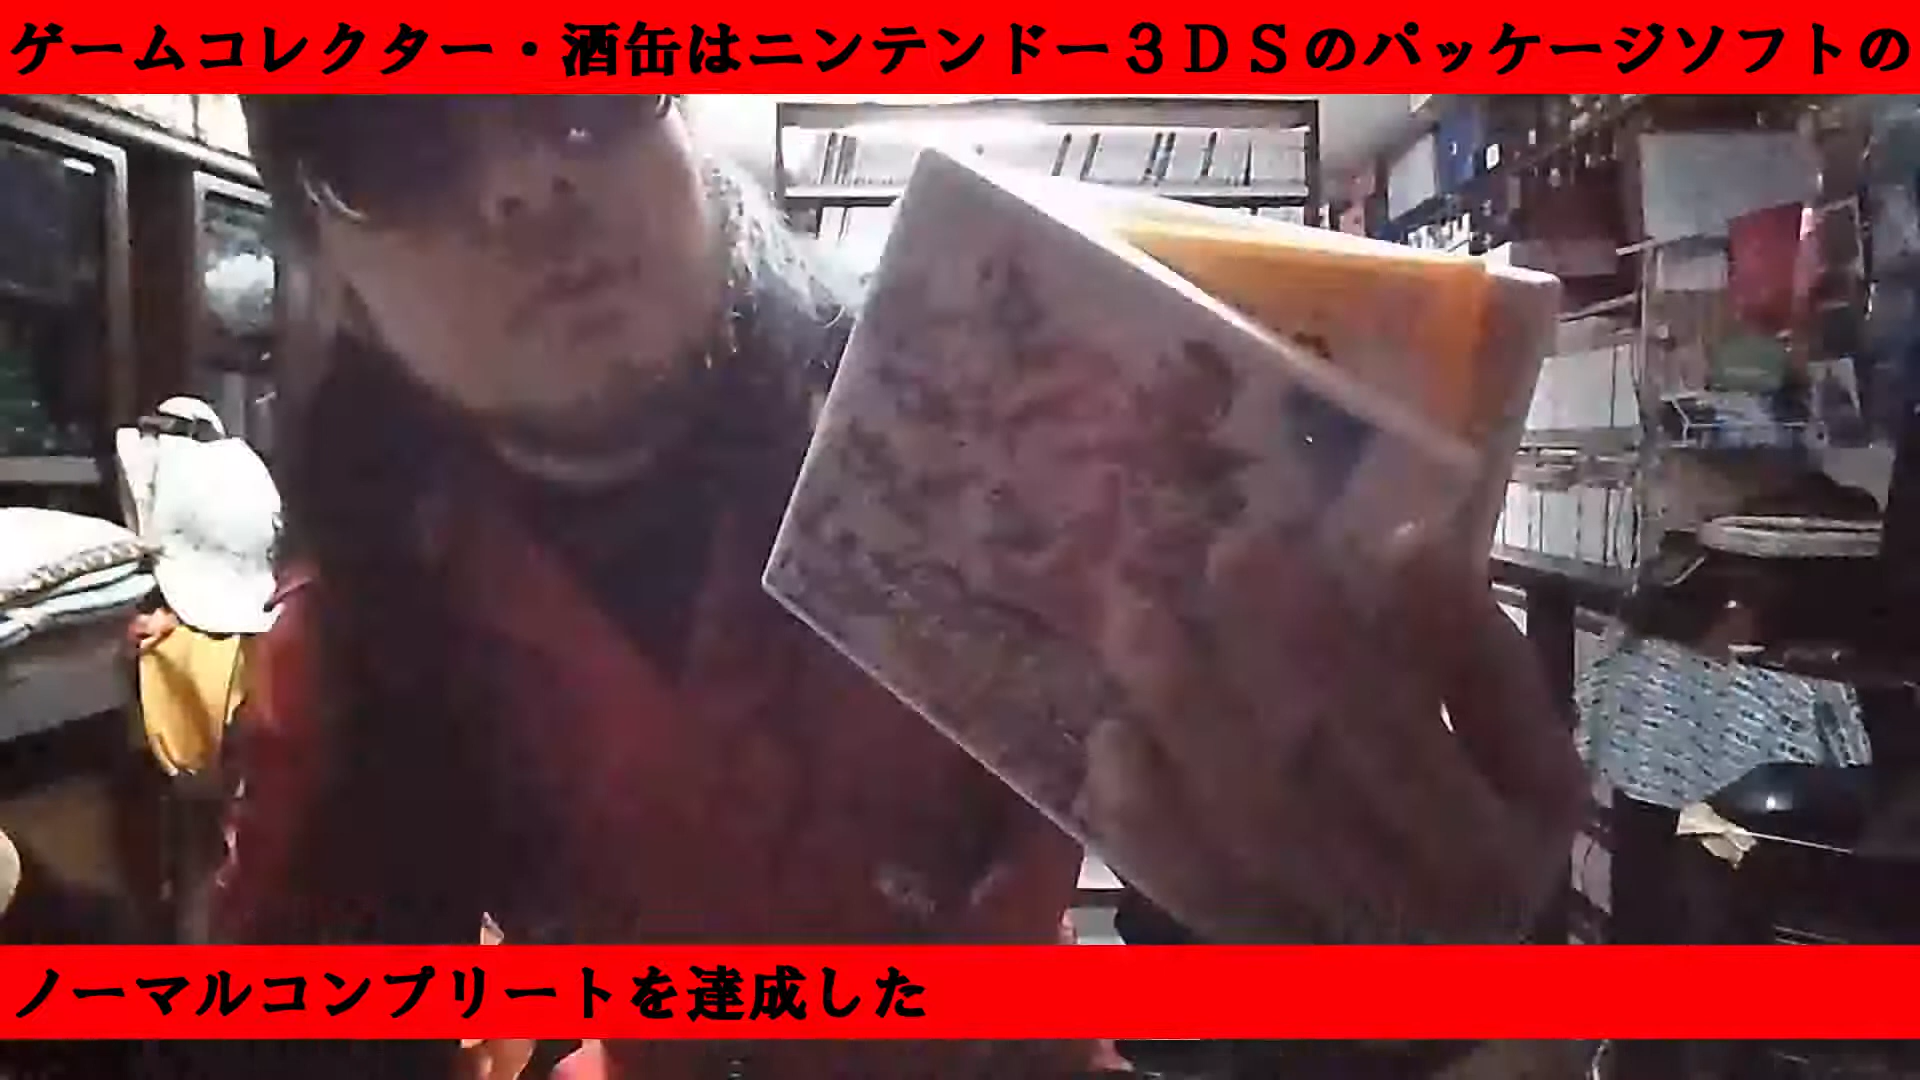 ゲームコレクター・酒缶はニンテンドー３ＤＳのパッケージソフトの
ノーマルコンプリートを達成した